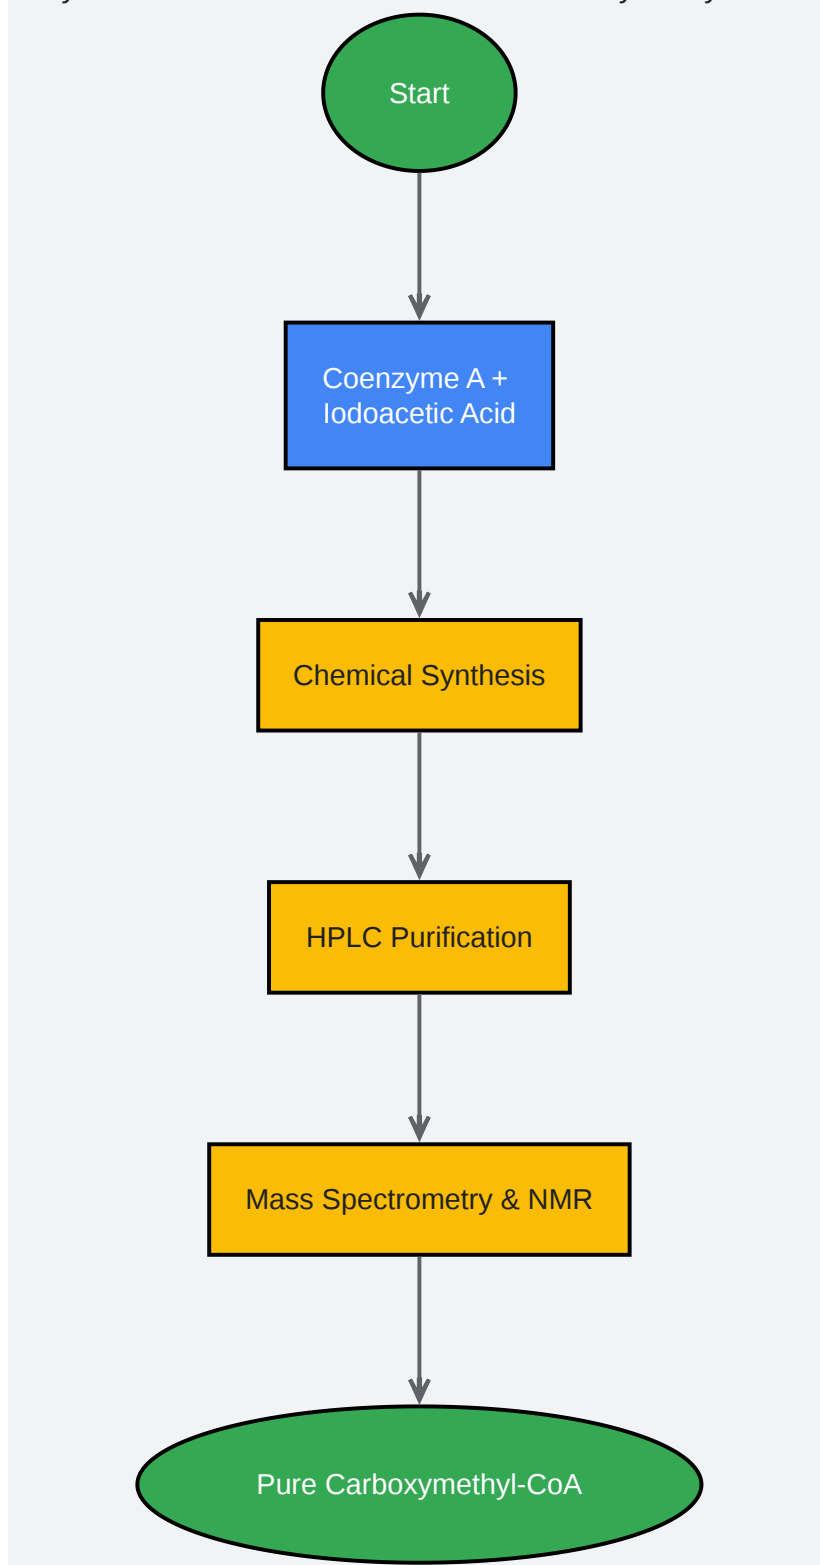 Start
Coenzyme A +
Iodoacetic Acid
Chemical Synthesis
HPLC Purification
Mass Spectrometry & NMR
Pure Carboxymethyl-CoA